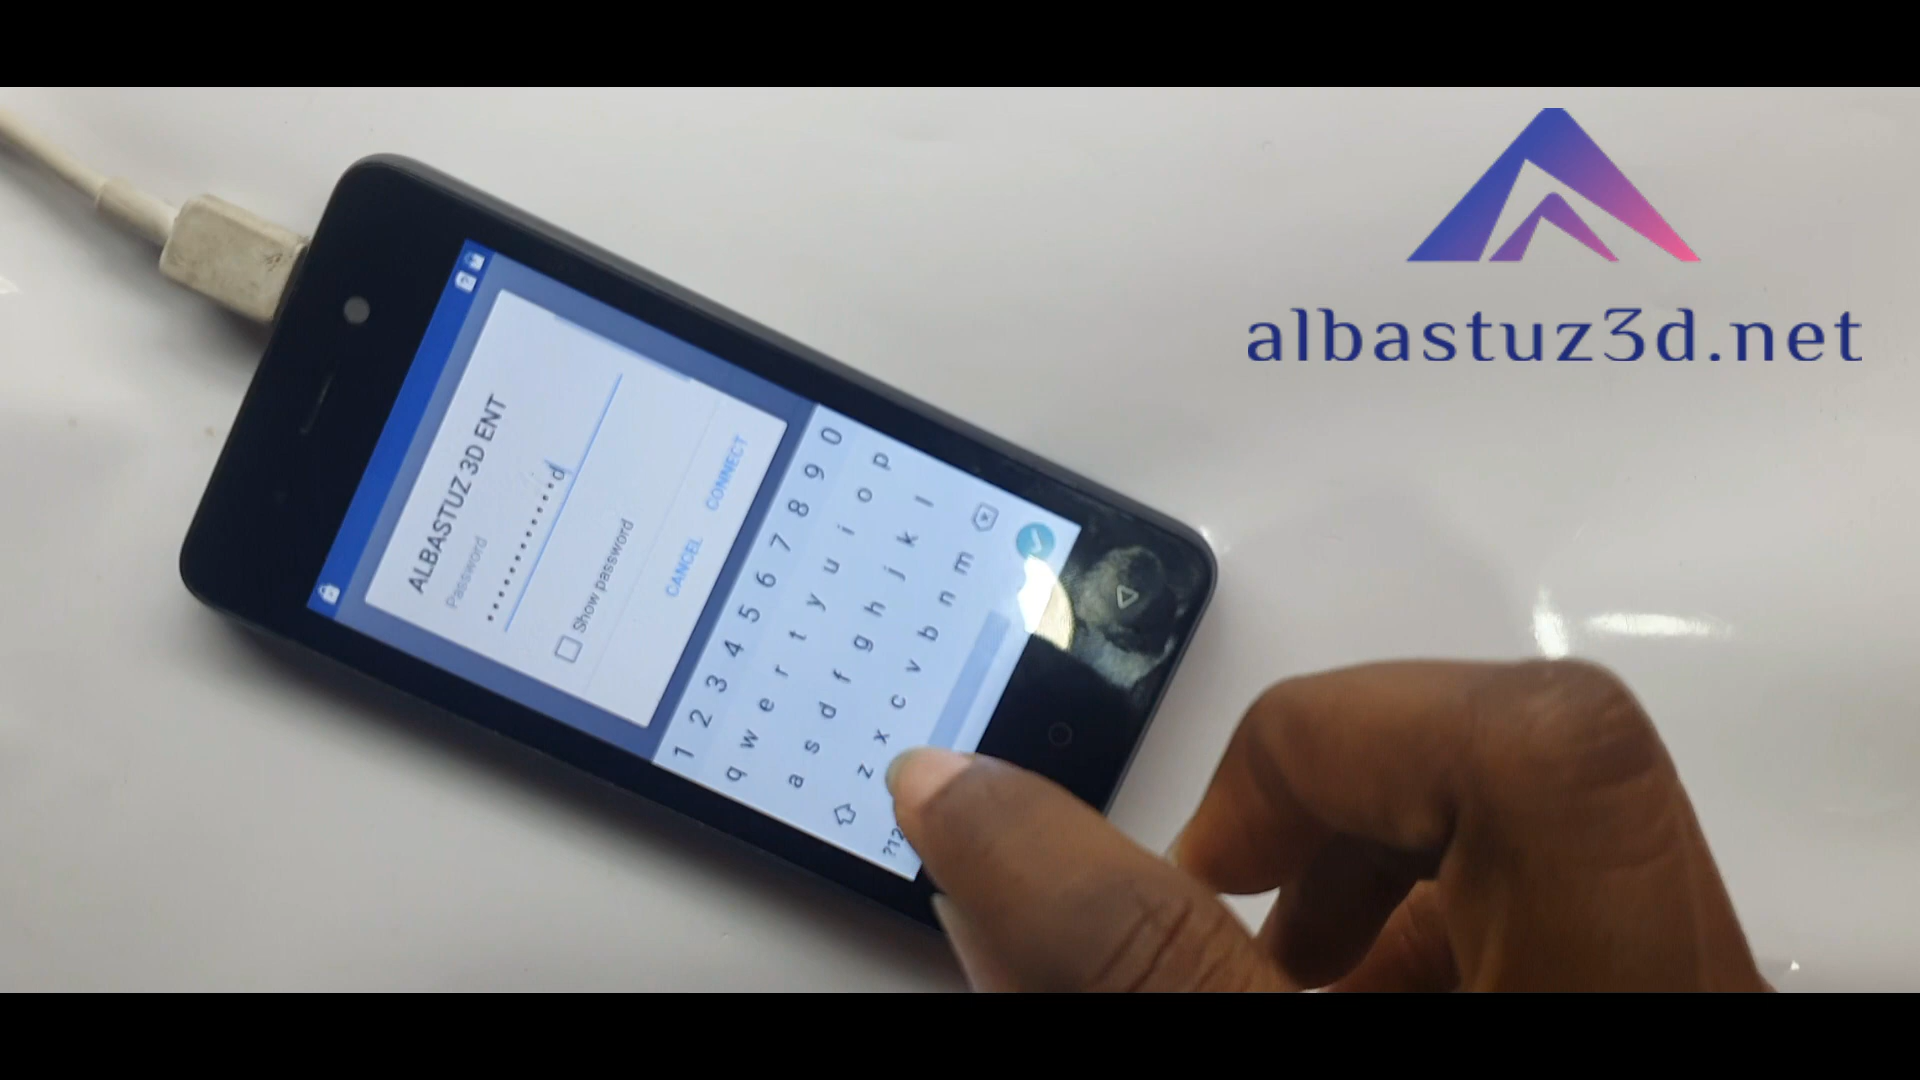 albastuz3d.net
ALBASTUZ 3D ENT
Password
•••••••••••d
Show password
CANCEL CONNECT
1 2 3 4 5 6 7 8 9 0
q w e r t y u i o p
a s d f g h j k l
z x c v b n m
?12